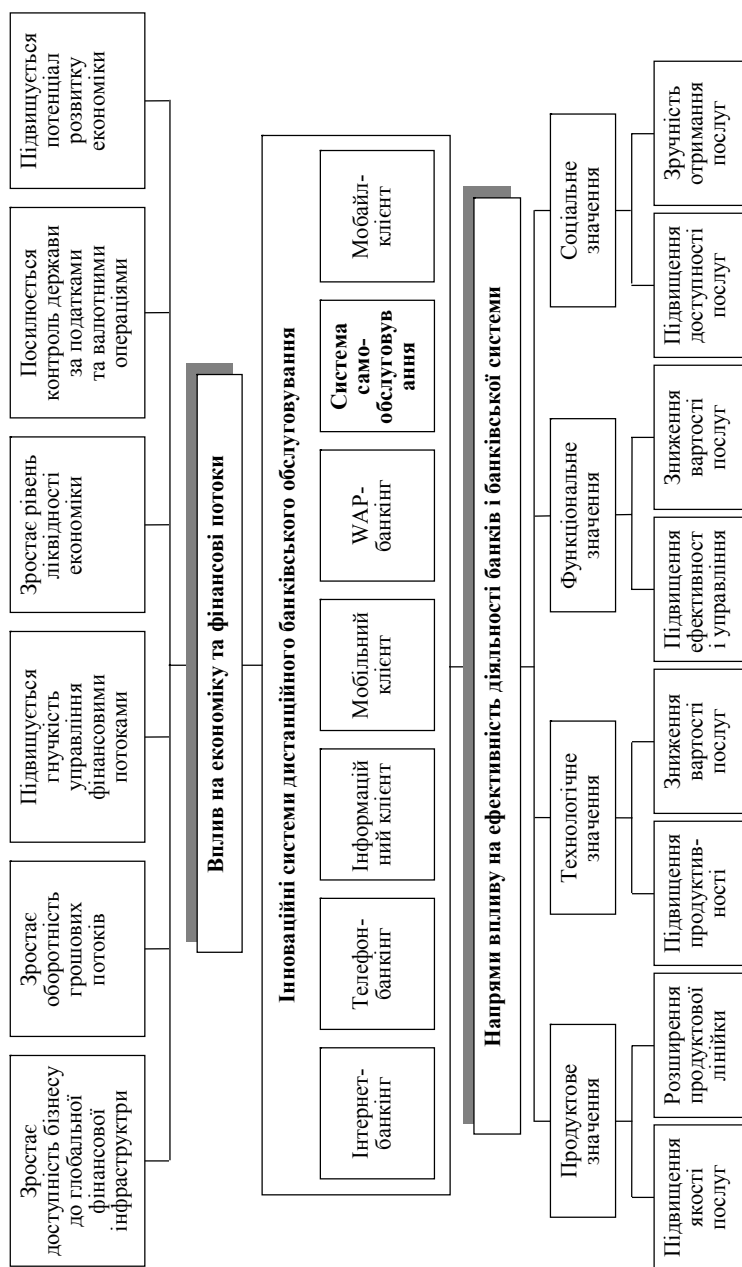 Зростає
доступність бізнесу
до глобальної
фінансової
інфраструктри
Зростає
оборотність
грошових
потоків
Підвищується
гнучкість
управління
фінансовими
потоками
Зростає рівень
ліквідності
економіки
Посилюється
контроль держави
за податками
та валютними
операціями
Підвищується
потенціал
розвитку
економіки
Вплив на економіку та фінансові потоки
Інноваційні системи дистанційного банківського обслуговування
Інтернет-
банкінг
Телефон-
банкінг
Інформацій
ний клієнт
Мобільний
клієнт
WAP-
банкінг
Система
само-
обслуговув
ання
Мобайл-
клієнт
Напрями впливу на ефективність діяльності банків і банківської системи
Продуктове
значення
Технологічне
значення
Функціональне
значення
Соціальне
значення
Підвищення
якості
послуг
Розширення
продуктової
лінійки
Підвищення
продуктив-
ності
Зниження
вартості
послуг
Підвищення
ефективност
і управління
Зниження
вартості
послуг
Підвищення
доступності
послуг
Зручність
отримання
послуг